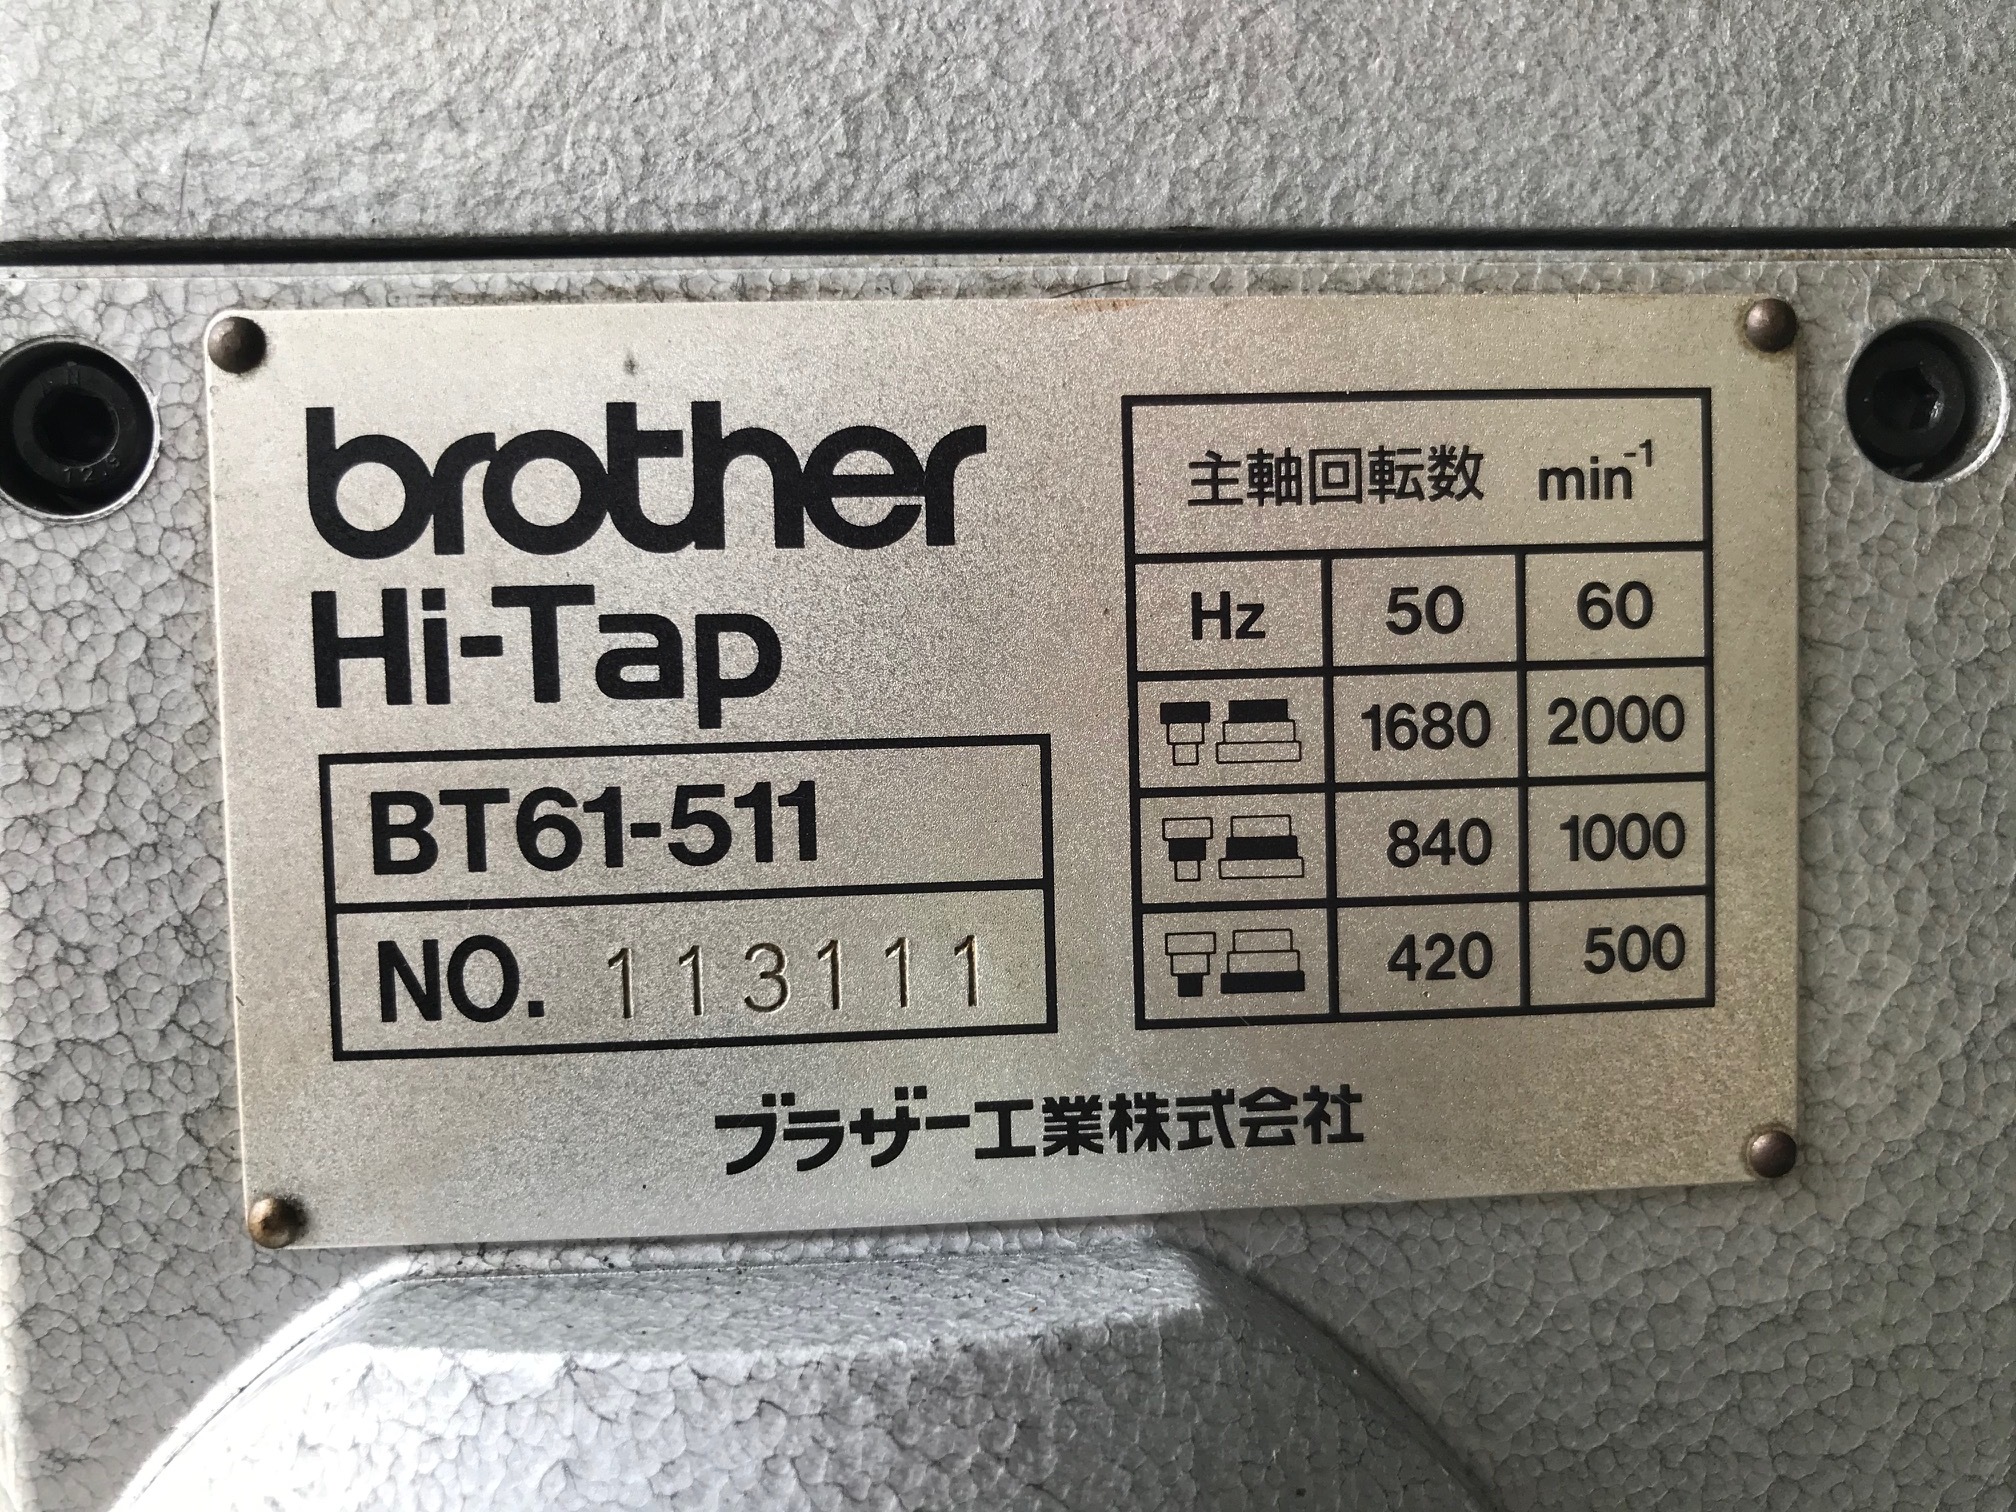 brother
Hi-Tap
BT61-511
NO. 113111
主軸回転数 min⁻¹
Hz 50 60
1680 2000
840 1000
420 500
ブラザー工業株式会社